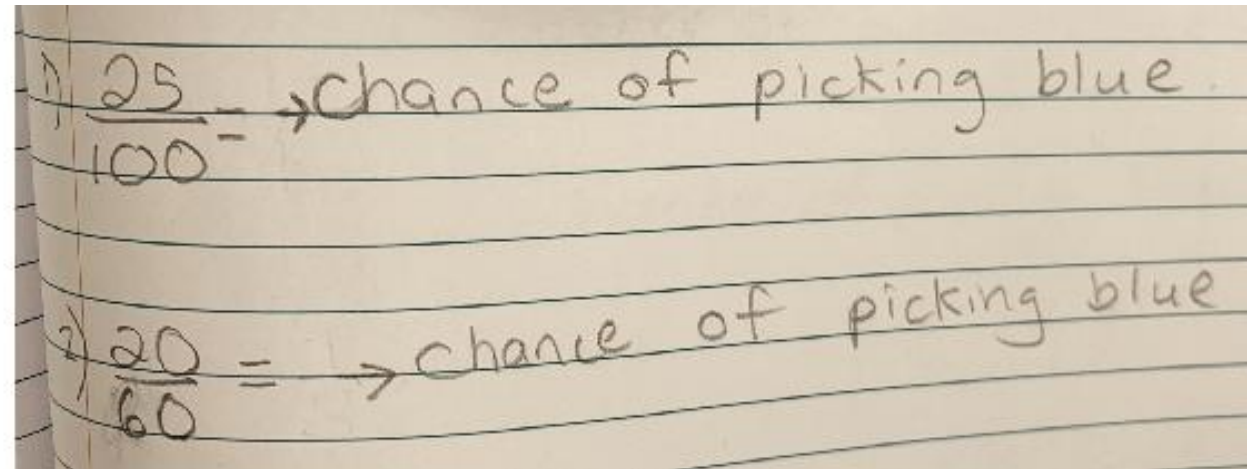 1) 25/100 = → chance of picking blue.
2) 20/60 = → chance of picking blue